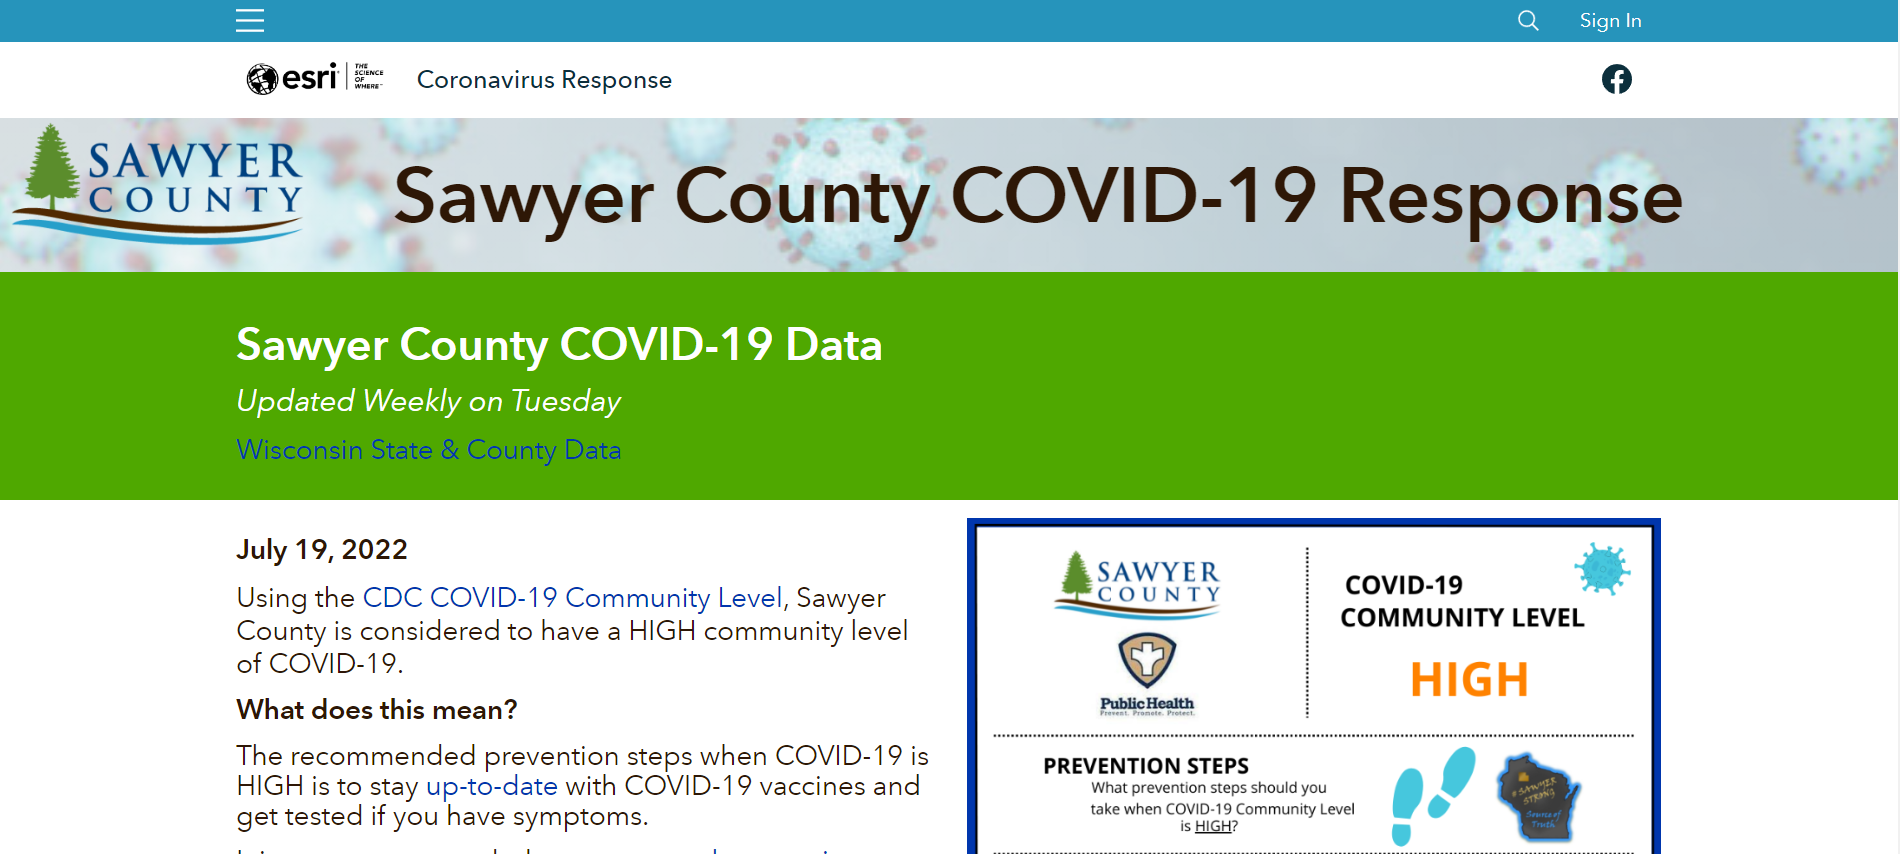 Sign In
esri
THE
SCIENCE
OF
WHERE
Coronavirus Response
SAWYER
COUNTY
Sawyer County COVID-19 Response
Sawyer County COVID-19 Data
Updated Weekly on Tuesday
Wisconsin State & County Data
July 19, 2022
Using the CDC COVID-19 Community Level, Sawyer
County is considered to have a HIGH community level
of COVID-19.
What does this mean?
The recommended prevention steps when COVID-19 is
HIGH is to stay up-to-date with COVID-19 vaccines and
get tested if you have symptoms.
SAWYER
COUNTY
PublicHealth
Prevent. Promote. Protect.
COVID-19
COMMUNITY LEVEL
HIGH
PREVENTION STEPS
What prevention steps should you
take when COVID-19 Community Level
is HIGH?
#SAWYER
STRONG
Source of
Truth